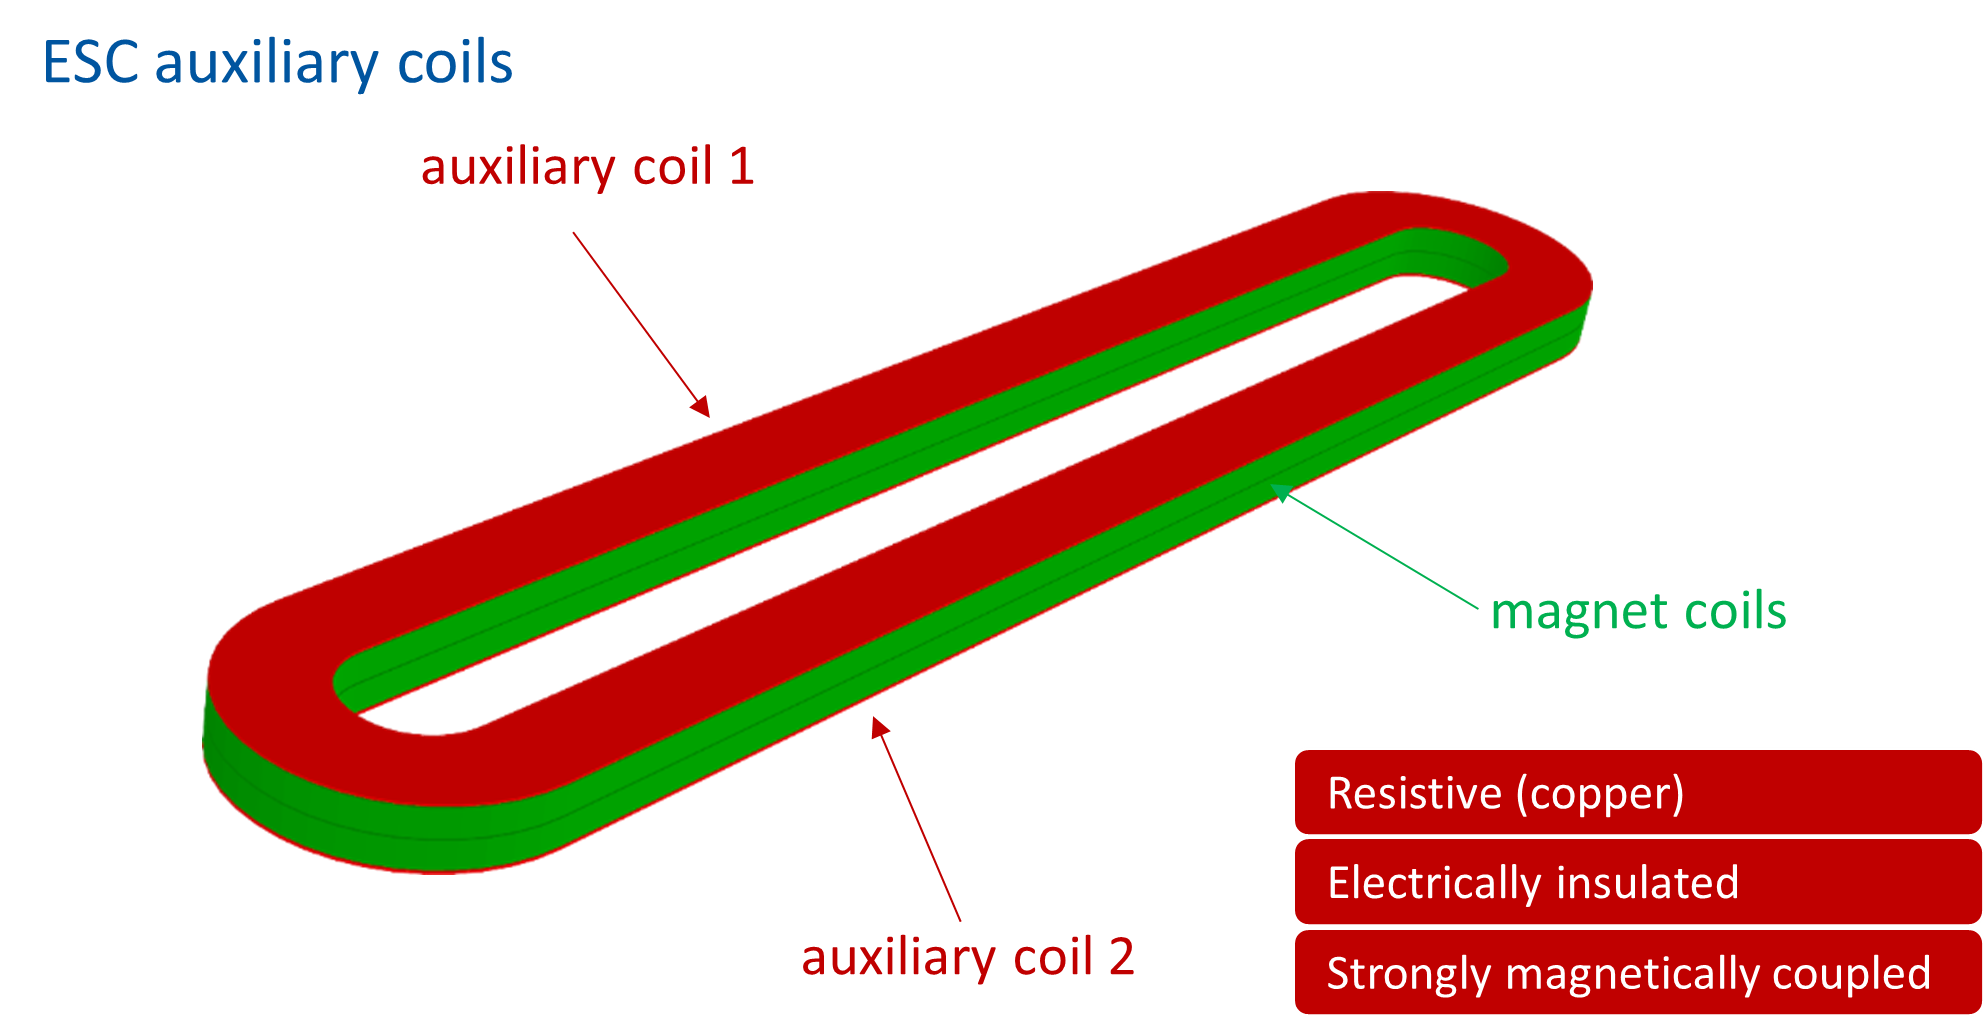 ESC auxiliary coils
auxiliary coil 1
magnet coils
auxiliary coil 2
Resistive (copper)
Electrically insulated
Strongly magnetically coupled